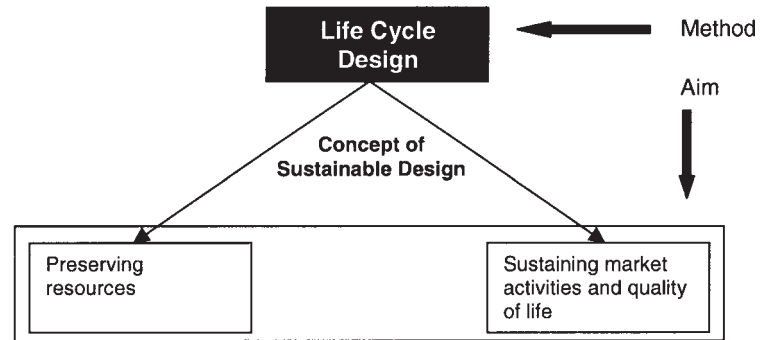 Life Cycle
Design
Method
Aim
Concept of
Sustainable Design
Preserving
resources
Sustaining market
activities and quality
of life